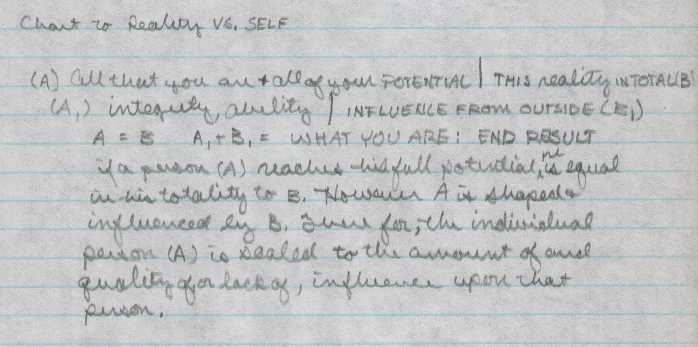 Chart to Reality VS. SELF
(A) All that you are & all of your POTENTIAL | THIS reality IN TOTAL (B)
(A,) integrity, ability | INFLUENCE FROM OUTSIDE (B,)
A = B A, + B, = WHAT YOU ARE: END RESULT
if a person (A) reaches his full potential, he is equal
in his totality to B. However A is shaped &
influenced by B. There for, the individual
person (A) is sealed to the amount of and
quality of or lack of, influence upon that
person.